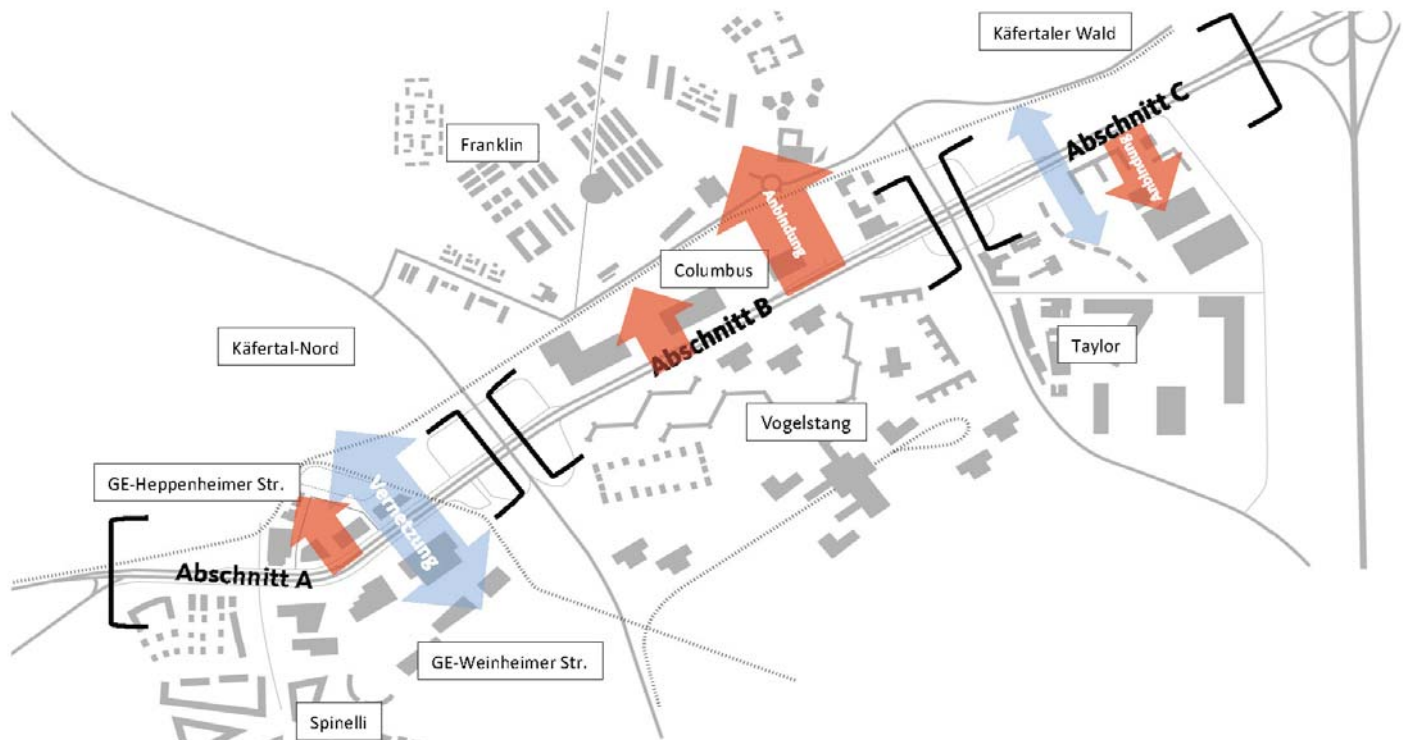 Käfertaler Wald
Abschnitt C
Anbindung
Franklin
Anbindung
Columbus
Abschnitt B
Käfertal-Nord
Taylor
Vogelstang
GE-Heppenheimer Str.
Vernetzung
Abschnitt A
GE-Weinheimer Str.
Spinelli